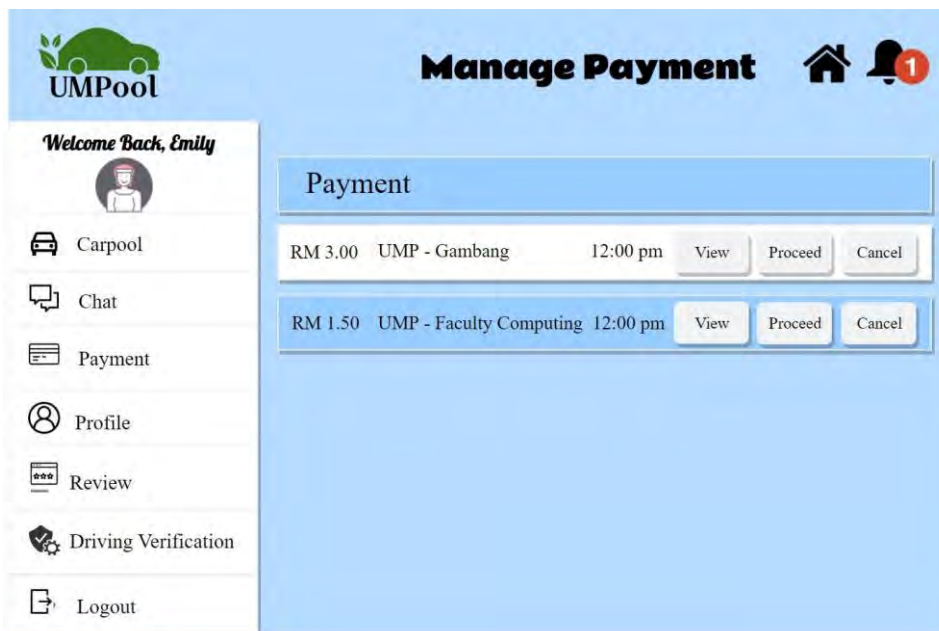 UMPool
Manage Payment
1
Welcome Back, Emily
Carpool
Chat
Payment
Profile
Review
Driving Verification
Logout
Payment
RM 3.00 UMP - Gambang 12:00 pm View Proceed Cancel
RM 1.50 UMP - Faculty Computing 12:00 pm View Proceed Cancel